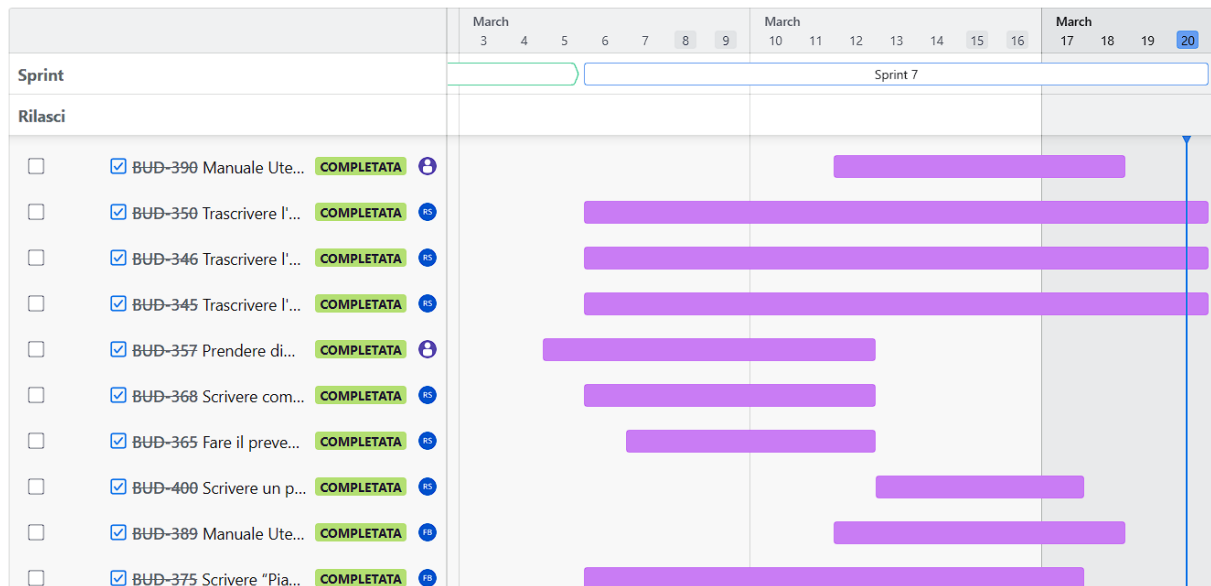 March March March
3 4 5 6 7 8 9 10 11 12 13 14 15 16 17 18 19 20
Sprint Sprint 7
Rilasci
BUD-390 Manuale Ute... COMPLETATA
BUD-350 Trascrivere l'... COMPLETATA RS
BUD-346 Trascrivere l'... COMPLETATA RS
BUD-345 Trascrivere l'... COMPLETATA RS
BUD-357 Prendere di... COMPLETATA
BUD-368 Scrivere com... COMPLETATA RS
BUD-365 Fare il preve... COMPLETATA RS
BUD-400 Scrivere un p... COMPLETATA RS
BUD-389 Manuale Ute... COMPLETATA FB
BUD-375 Scrivere “Pia... COMPLETATA FB